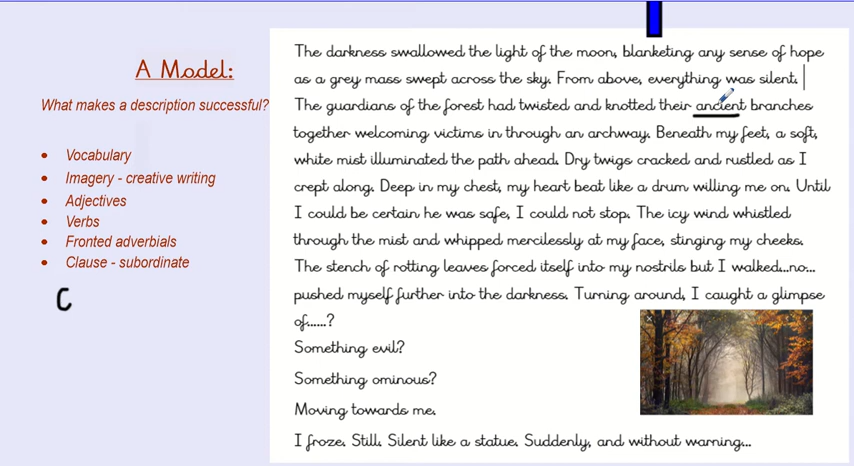 A Model:
What makes a description successful?
Vocabulary
Imagery - creative writing
Adjectives
Verbs
Fronted adverbials
Clause - subordinate
C
The darkness swallowed the light of the moon, blanketing any sense of hope
as a grey mass swept across the sky. From above, everything was silent.
The guardians of the forest had twisted and knotted their ancient branches
together welcoming victims in through an archway. Beneath my feet, a soft,
white mist illuminated the path ahead. Dry twigs cracked and rustled as I
crept along. Deep in my chest, my heart beat like a drum willing me on. Until
I could be certain he was safe, I could not stop. The icy wind whistled
through the mist and whipped mercilessly at my face, stinging my cheeks.
The stench of rotting leaves forced itself into my nostrils but I walked...no...
pushed myself further into the darkness. Turning around, I caught a glimpse
of......?
Something evil?
Something ominous?
Moving towards me.
I froze. Still. Silent like a statue. Suddenly, and without warning...